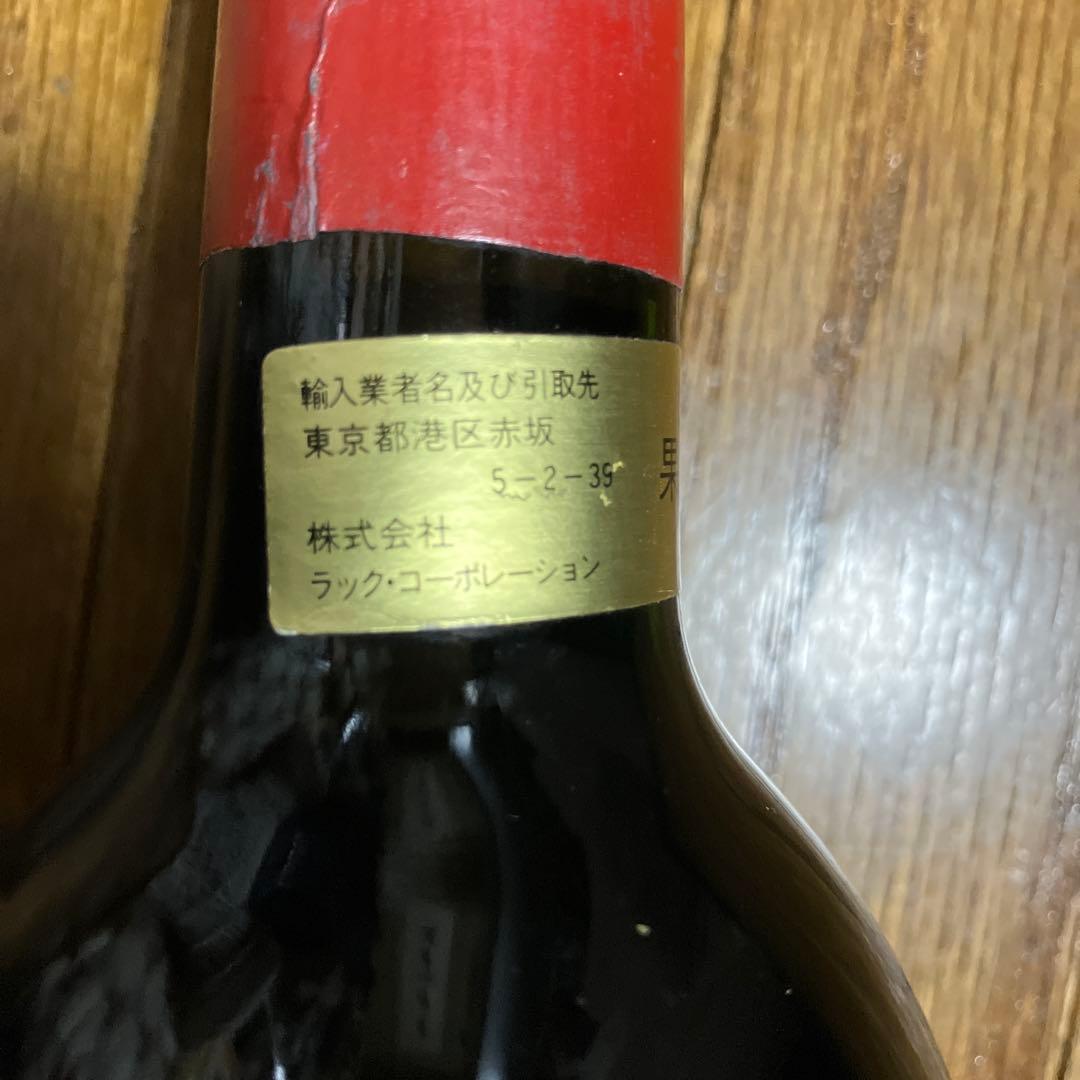 輸入業者名及び引取先
東京都港区赤坂
5-2-39
株式会社
ラック・コーポレーション
果